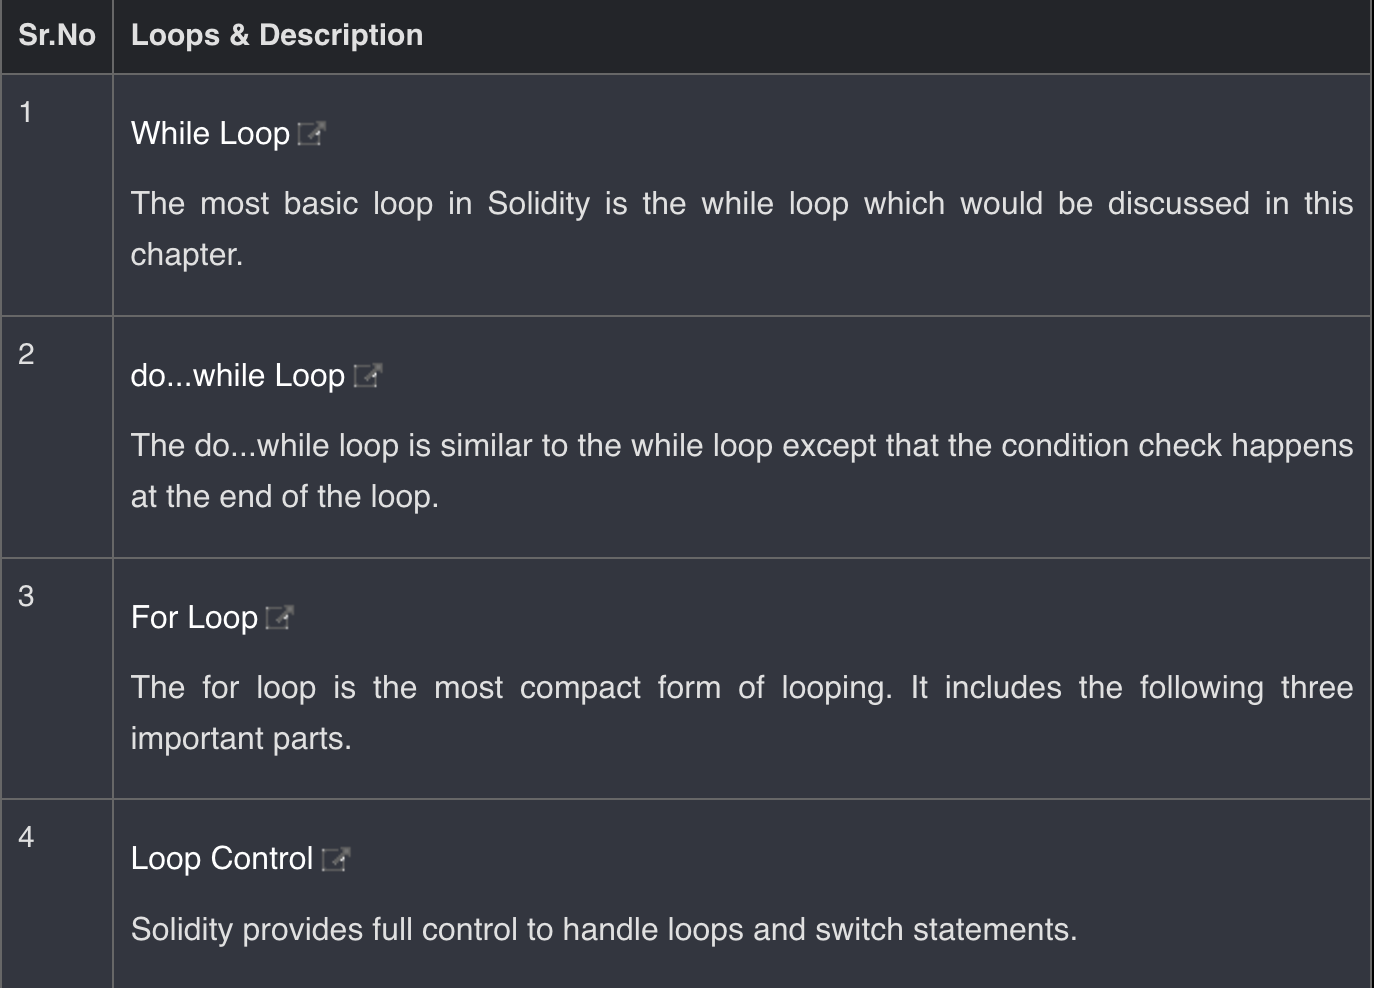 Sr.No Loops & Description
1
While Loop
The most basic loop in Solidity is the while loop which would be discussed in this
chapter.
2
do...while Loop
The do...while loop is similar to the while loop except that the condition check happens
at the end of the loop.
3
For Loop
The for loop is the most compact form of looping. It includes the following three
important parts.
4
Loop Control
Solidity provides full control to handle loops and switch statements.